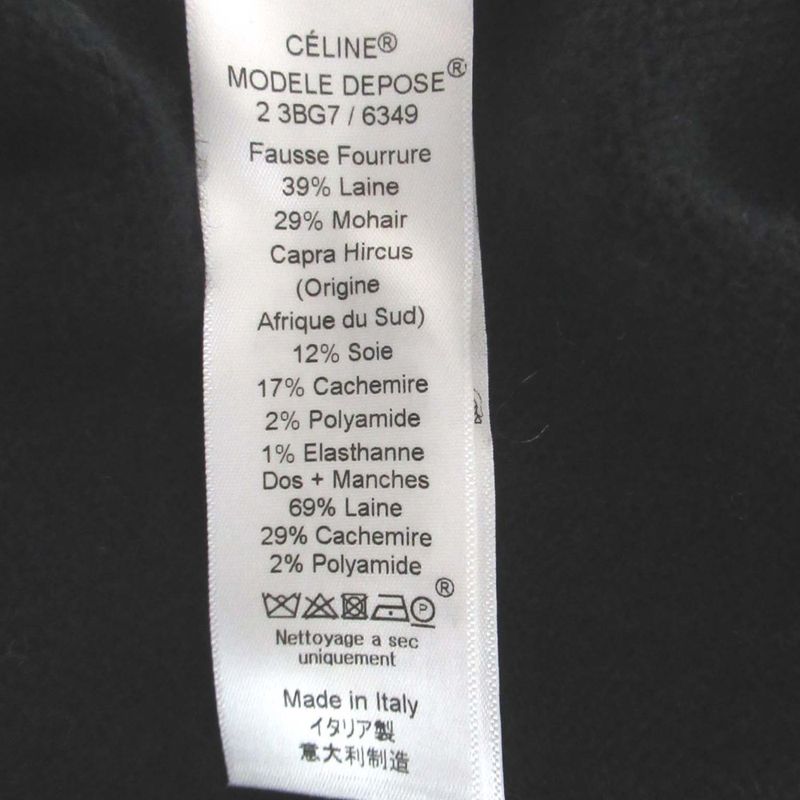 CÉLINE®
MODELE DEPOSE®
2 3BG7 / 6349
Fausse Fourrure
39% Laine
29% Mohair
Capra Hircus
(Origine
Afrique du Sud)
12% Soie
17% Cachemire
2% Polyamide
1% Elasthanne
Dos + Manches
69% Laine
29% Cachemire
2% Polyamide
®
P
Nettoyage a sec
uniquement
Made in Italy
イタリア製
意大利制造